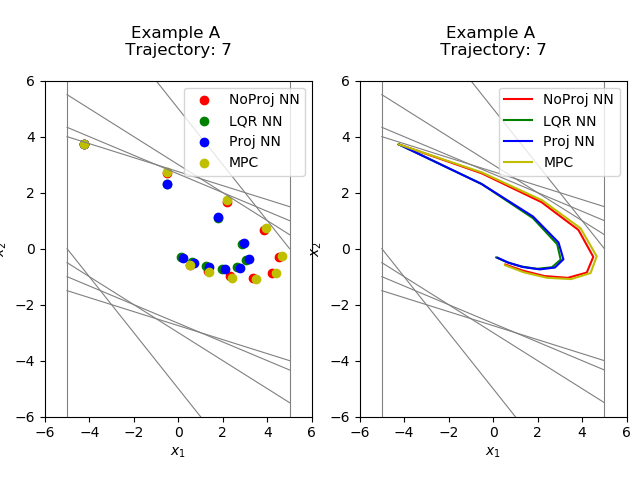 Example A
Trajectory: 7
NoProj NN
LQR NN
Proj NN
MPC
6
4
2
0
−2
−4
−6
−6 −4 −2 0 2 4 6
x1
x2
Example A
Trajectory: 7
NoProj NN
LQR NN
Proj NN
MPC
6
4
2
0
−2
−4
−6
−6 −4 −2 0 2 4 6
x1
x2